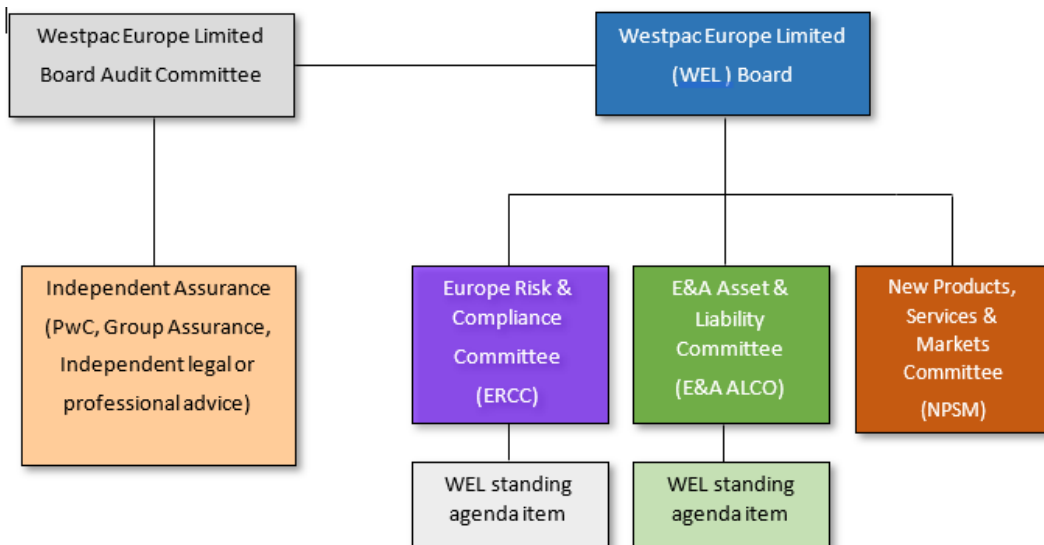 Westpac Europe Limited
Board Audit Committee
Westpac Europe Limited
(WEL ) Board
Independent Assurance
(PwC, Group Assurance,
Independent legal or
professional advice)
Europe Risk &
Compliance
Committee
(ERCC)
E&A Asset &
Liability
Committee
(E&A ALCO)
New Products,
Services &
Markets
Committee
(NPSM)
WEL standing
agenda item
WEL standing
agenda item